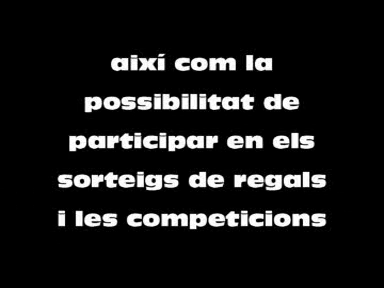 així com la
possibilitat de
participar en els
sorteigs de regals
i les competicions